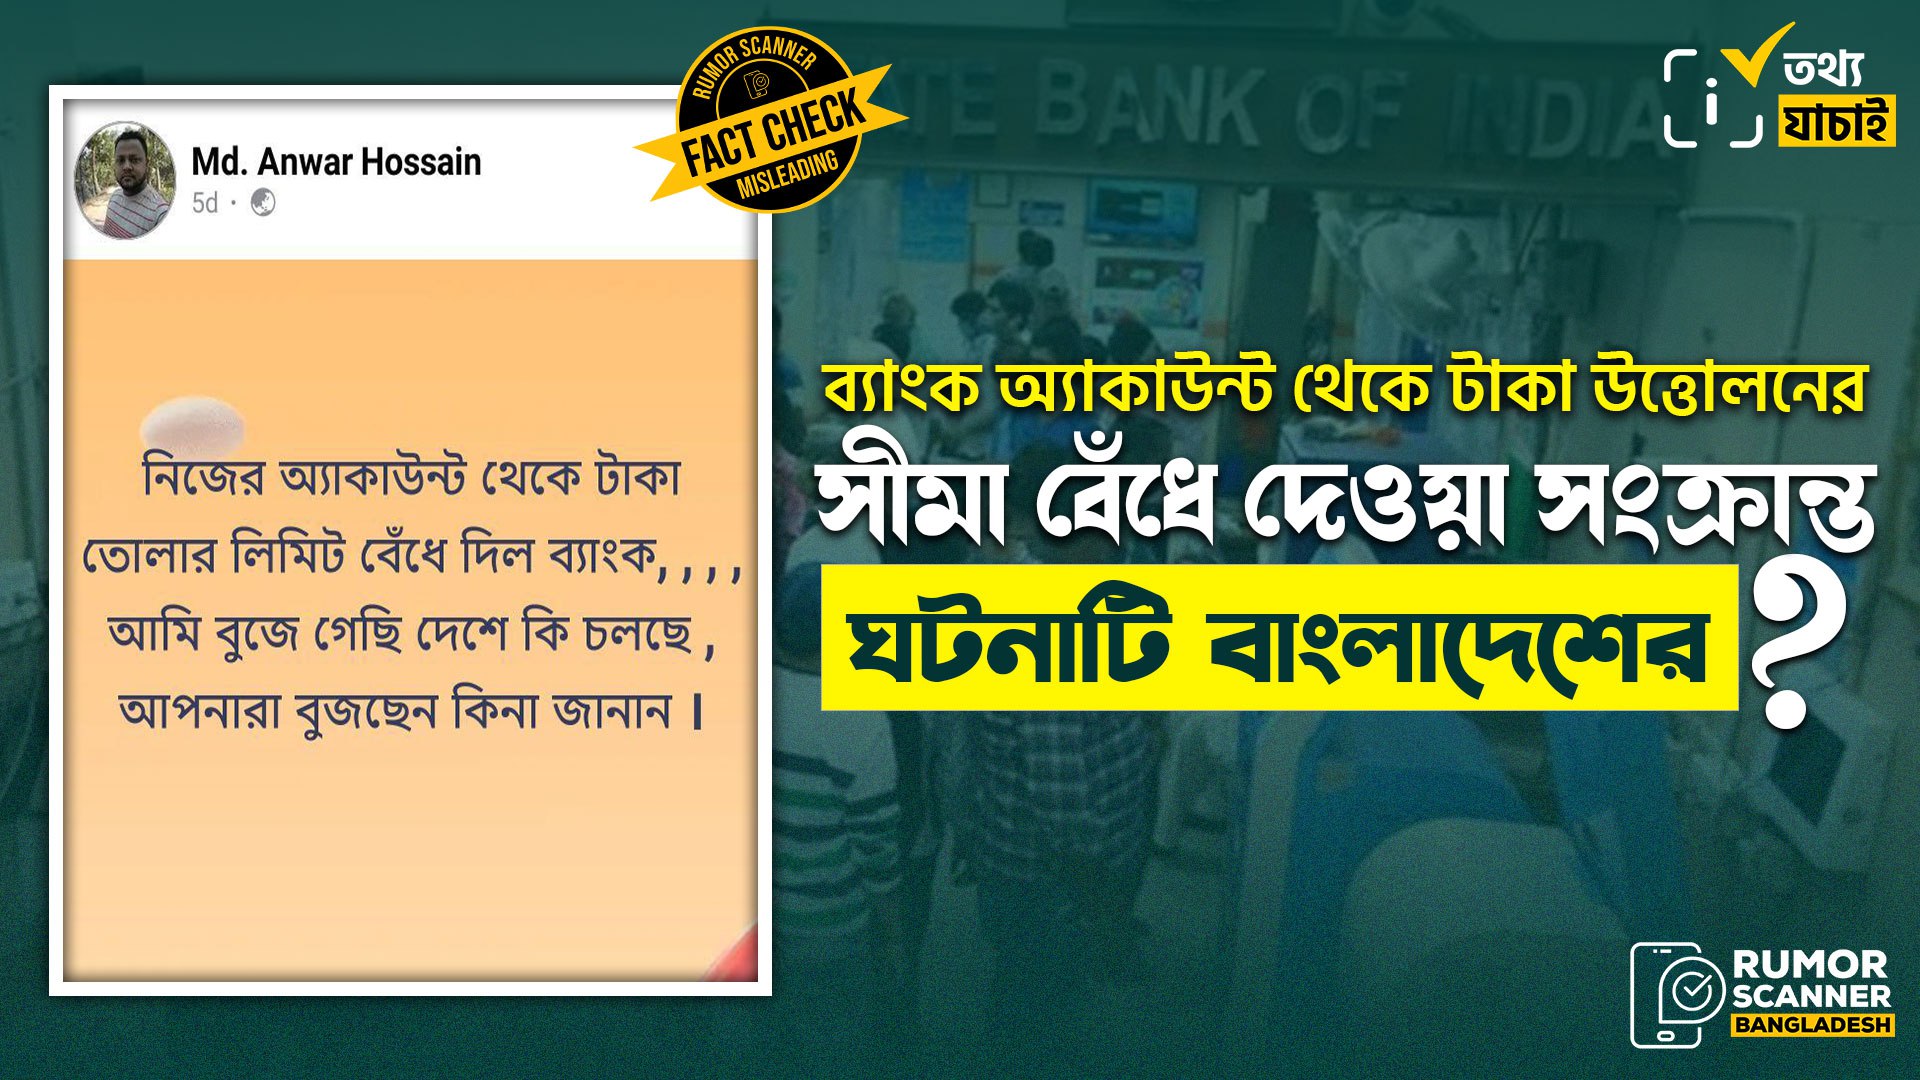 Md. Anwar Hossain
5d
নিজের অ্যাকাউন্ট থেকে টাকা
তোলার লিমিট বেঁধে দিল ব্যাংক, , , ,
আমি বুজে গেছি দেশে কি চলছে ,
আপনারা বুজছেন কিনা জানান ।
RUMOR SCANNER
FACT CHECK
MISLEADING
TE BANK OF INDIA
i তথ্য
যাচাই
ব্যাংক অ্যাকাউন্ট থেকে টাকা উত্তোলনের
সীমা বেঁধে দেওয়া সংক্রান্ত
ঘটনাটি বাংলাদেশের ?
RUMOR
SCANNER
BANGLADESH